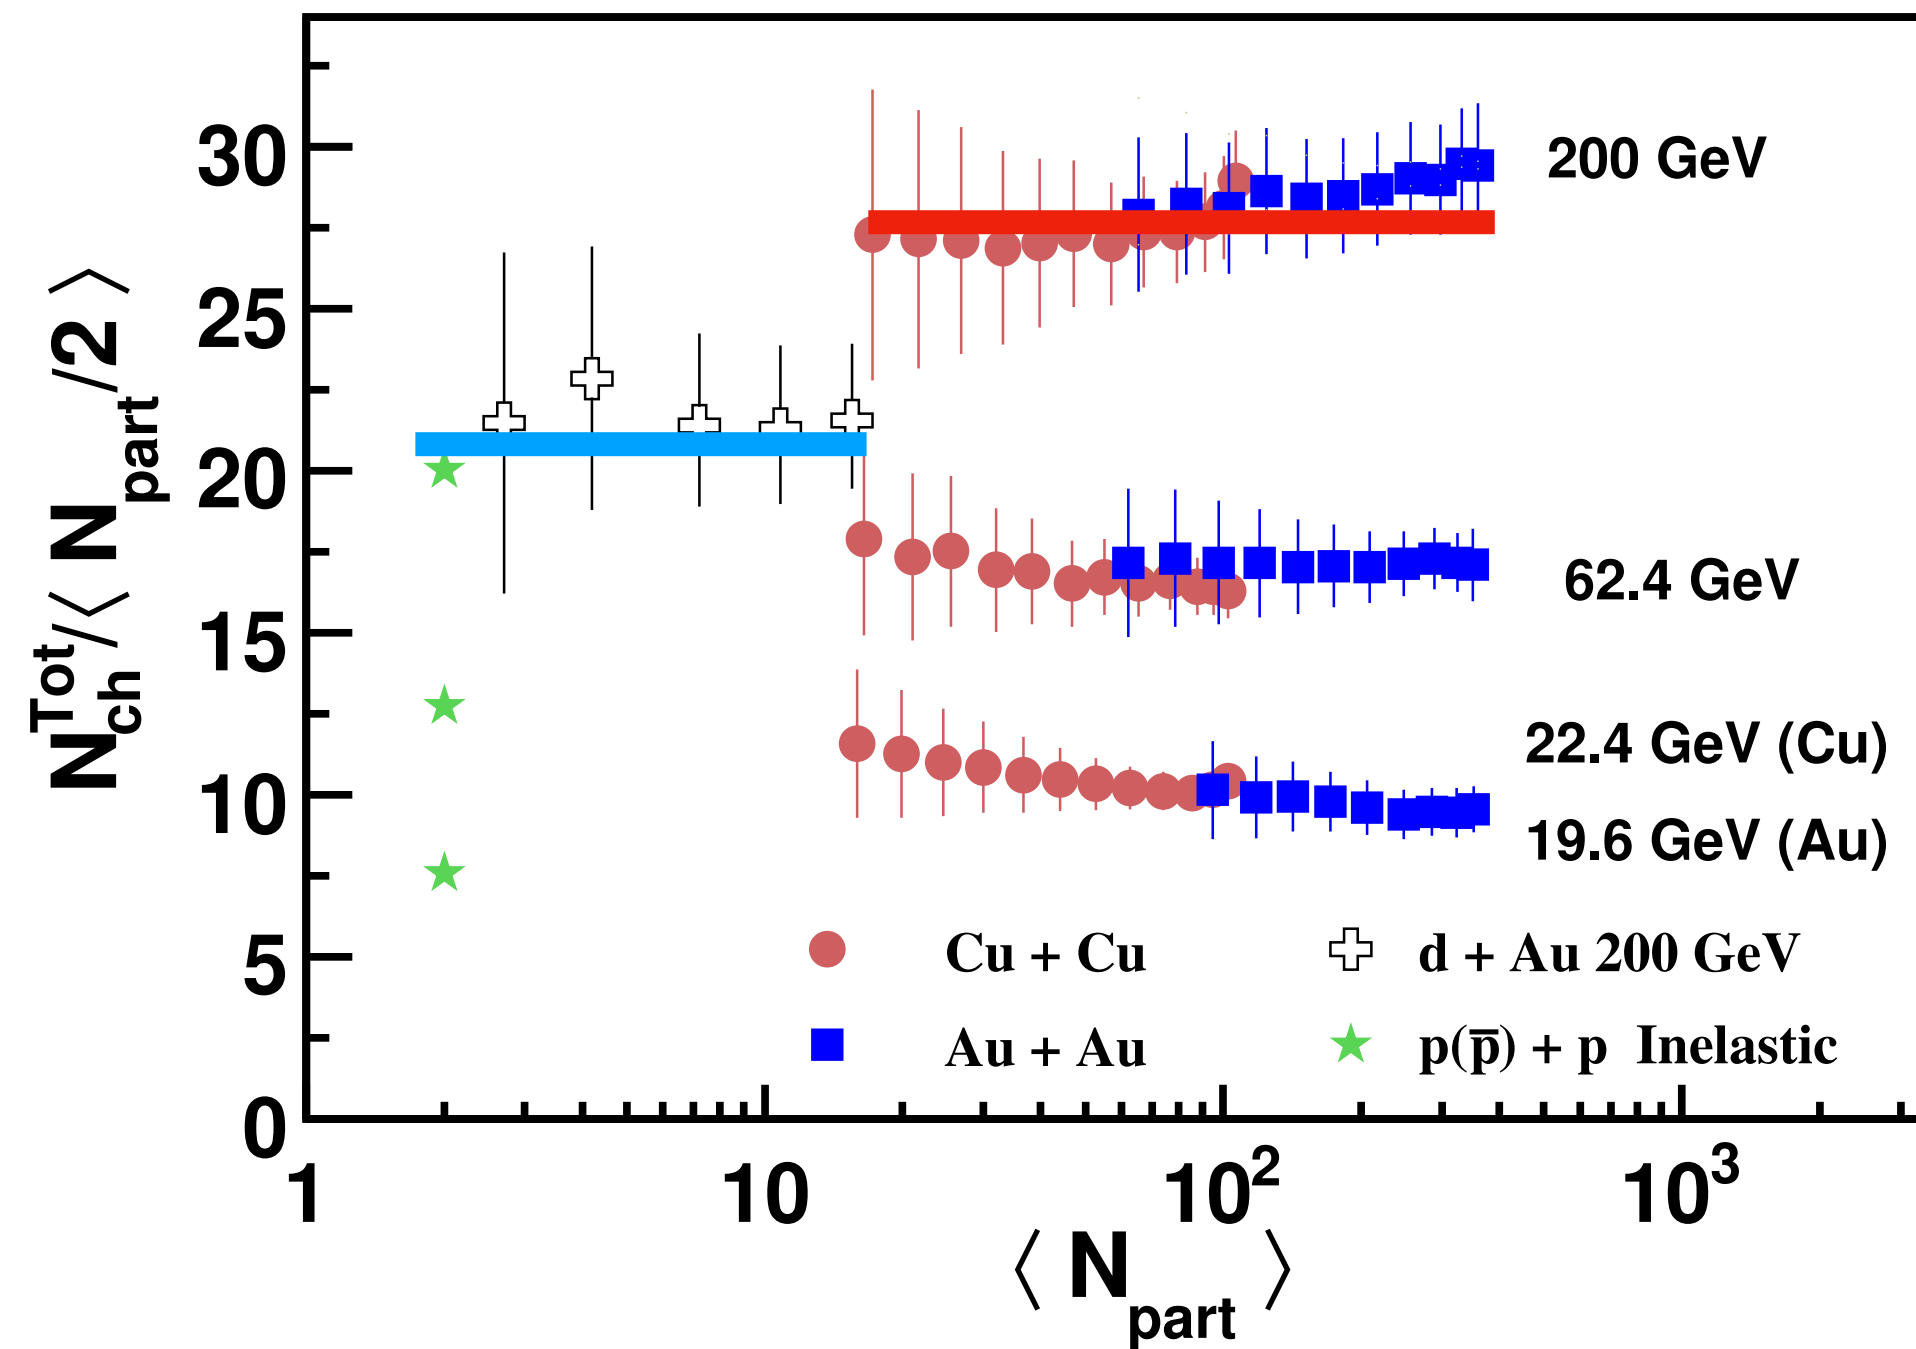 N_ch^Tot/⟨ N_part/2 ⟩
30
25
20
15
10
5
0
200 GeV
62.4 GeV
22.4 GeV (Cu)
19.6 GeV (Au)
Cu + Cu
d + Au 200 GeV
Au + Au
p(p̅) + p Inelastic
1
10
10²
10³
⟨ N_part ⟩